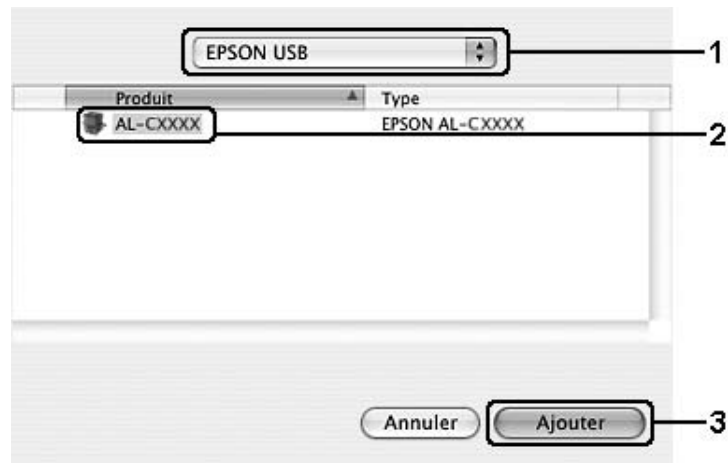 EPSON USB 1
Produit Type
AL-CXXXX EPSON AL-CXXXX 2
Annuler Ajouter 3